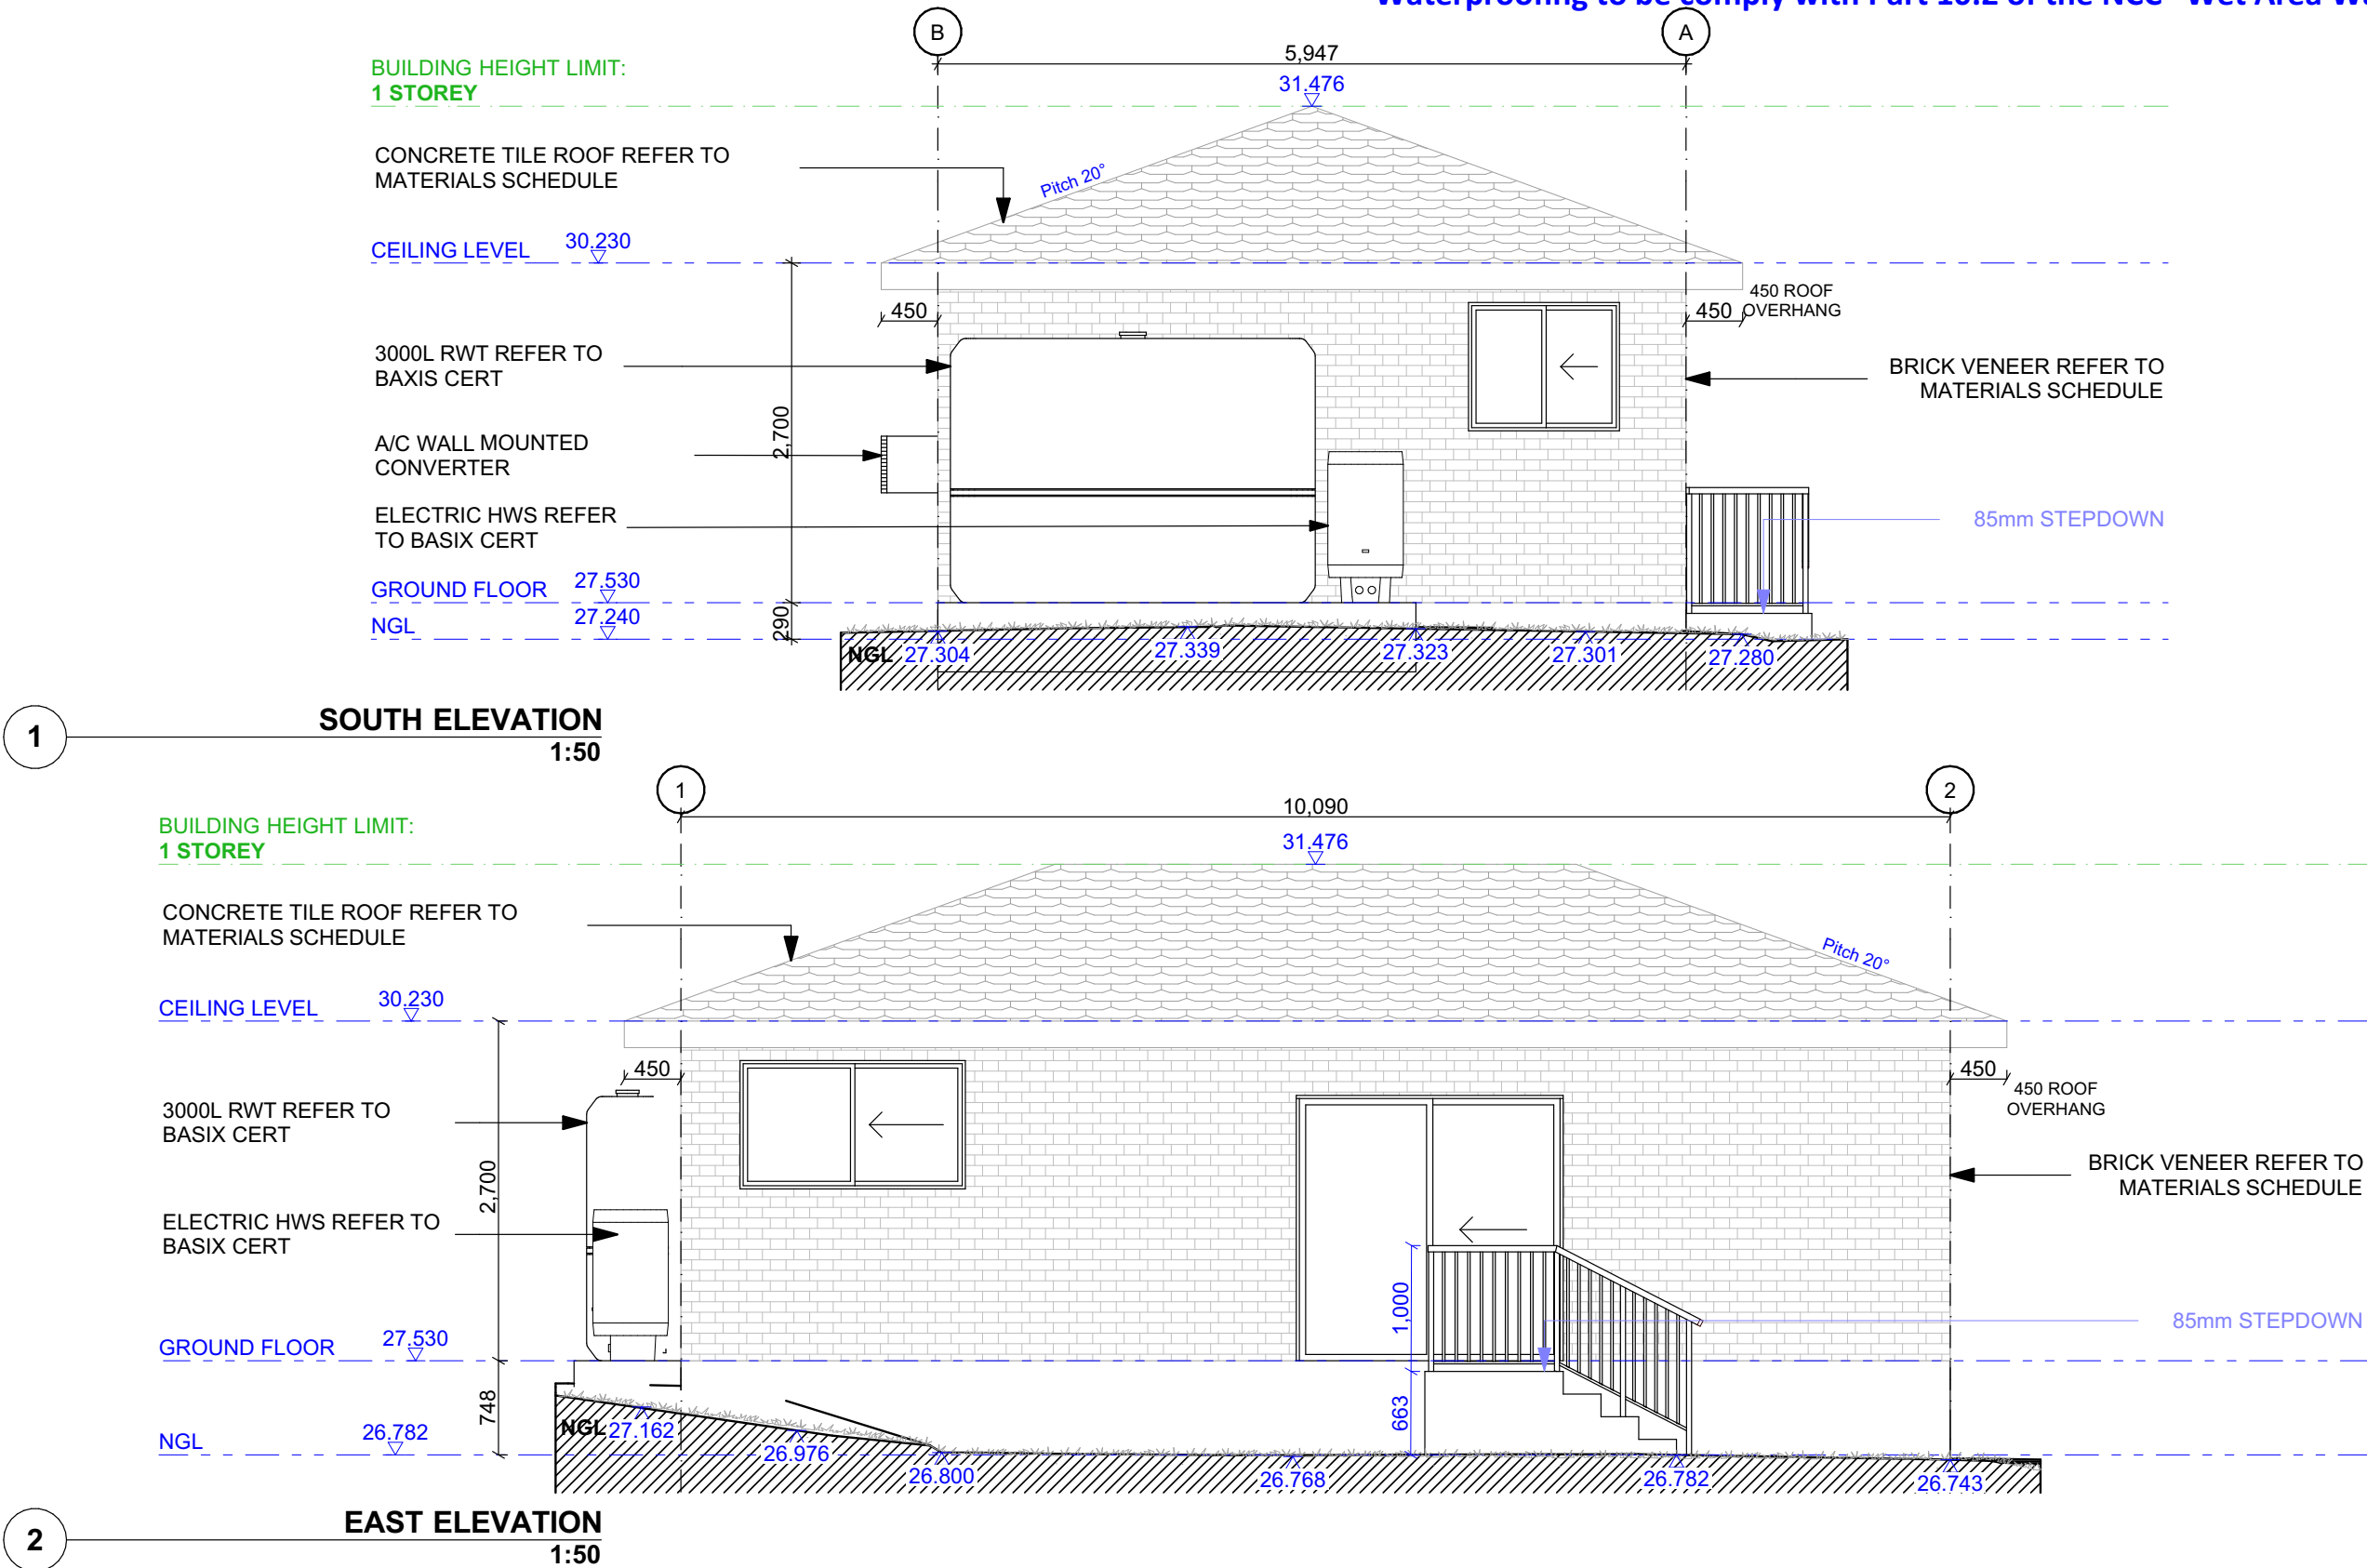 B
A
5,947
BUILDING HEIGHT LIMIT:
1 STOREY
31.476
CONCRETE TILE ROOF REFER TO
MATERIALS SCHEDULE
Pitch 20°
CEILING LEVEL 30.230
450
450
450 ROOF
OVERHANG
3000L RWT REFER TO
BAXIS CERT
BRICK VENEER REFER TO
MATERIALS SCHEDULE
2,700
A/C WALL MOUNTED
CONVERTER
ELECTRIC HWS REFER
TO BASIX CERT
85mm STEPDOWN
GROUND FLOOR 27.530
NGL 27.240
290
NGL 27.304
27.339
27.323
27.301
27.280
1
SOUTH ELEVATION
1:50
1
2
10,090
BUILDING HEIGHT LIMIT:
1 STOREY
31.476
CONCRETE TILE ROOF REFER TO
MATERIALS SCHEDULE
Pitch 20°
CEILING LEVEL 30.230
450
450
450 ROOF
OVERHANG
3000L RWT REFER TO
BASIX CERT
BRICK VENEER REFER TO
MATERIALS SCHEDULE
2,700
ELECTRIC HWS REFER TO
BASIX CERT
1,000
85mm STEPDOWN
GROUND FLOOR 27.530
748
663
NGL 26.782
NGL 27.162
26.976
26.800
26.768
26.782
26.743
2
EAST ELEVATION
1:50